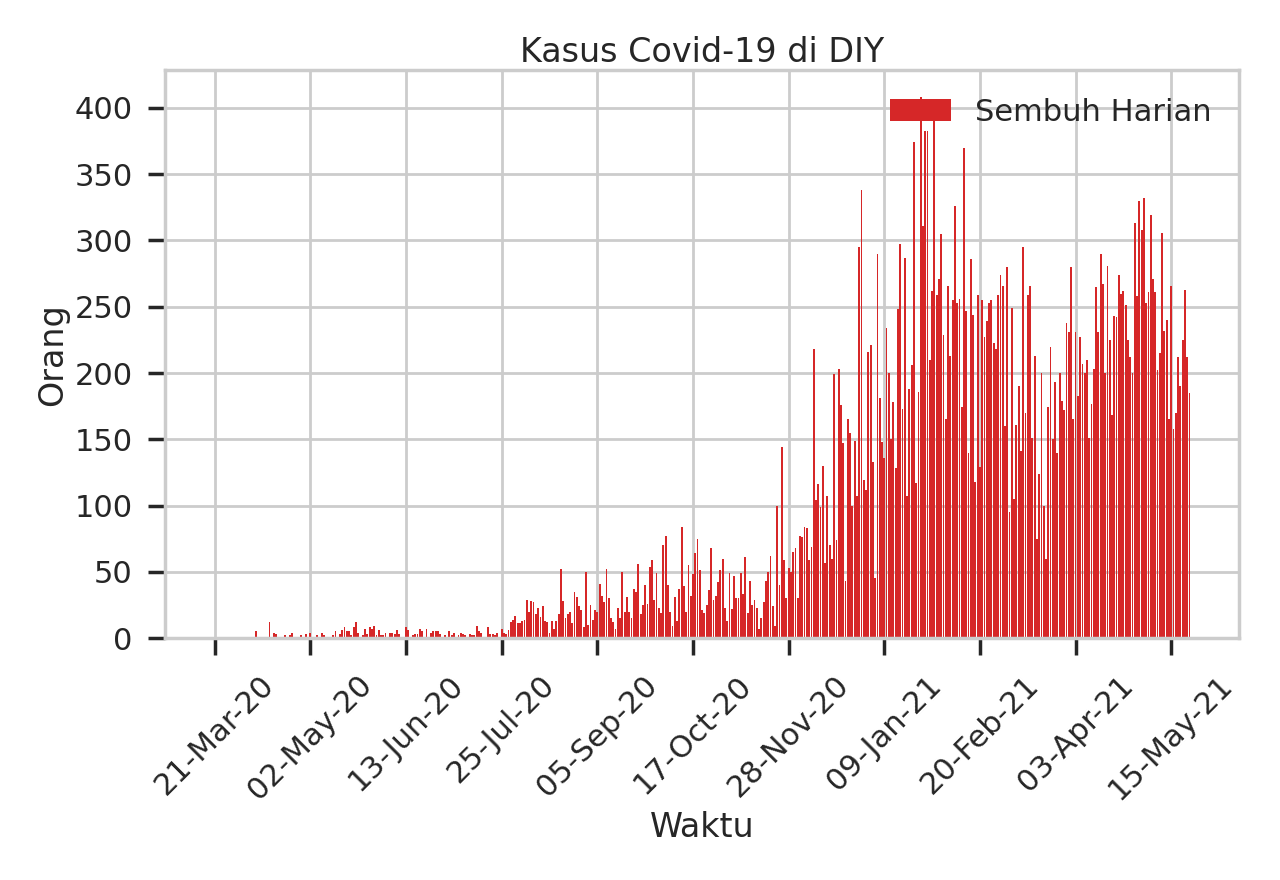 Kasus Covid-19 di DIY
Sembuh Harian
Orang
400
350
300
250
200
150
100
50
0
21-Mar-20
02-May-20
13-Jun-20
25-Jul-20
05-Sep-20
17-Oct-20
28-Nov-20
09-Jan-21
20-Feb-21
03-Apr-21
15-May-21
Waktu